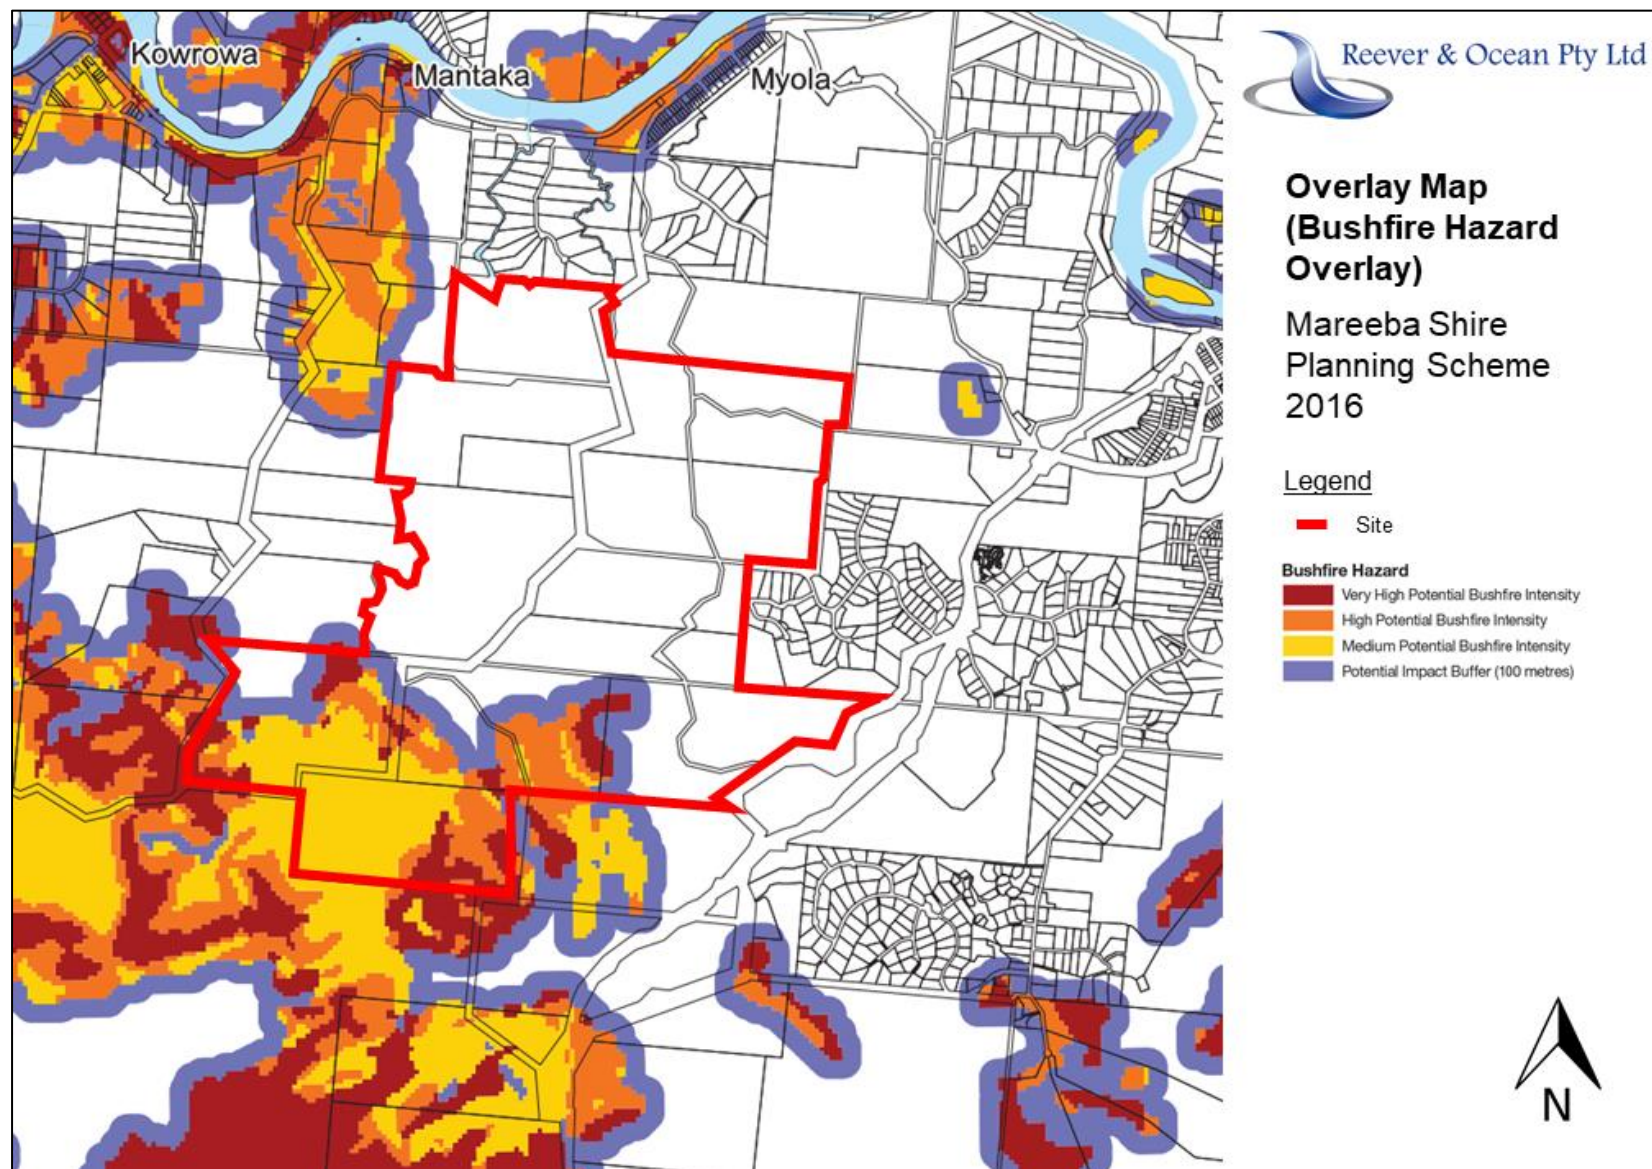 Kowrowa
Mantaka
Myola
Reever & Ocean Pty Ltd
Overlay Map
(Bushfire Hazard
Overlay)
Mareeba Shire
Planning Scheme
2016
Legend
Site
Bushfire Hazard
Very High Potential Bushfire Intensity
High Potential Bushfire Intensity
Medium Potential Bushfire Intensity
Potential Impact Buffer (100 metres)
N